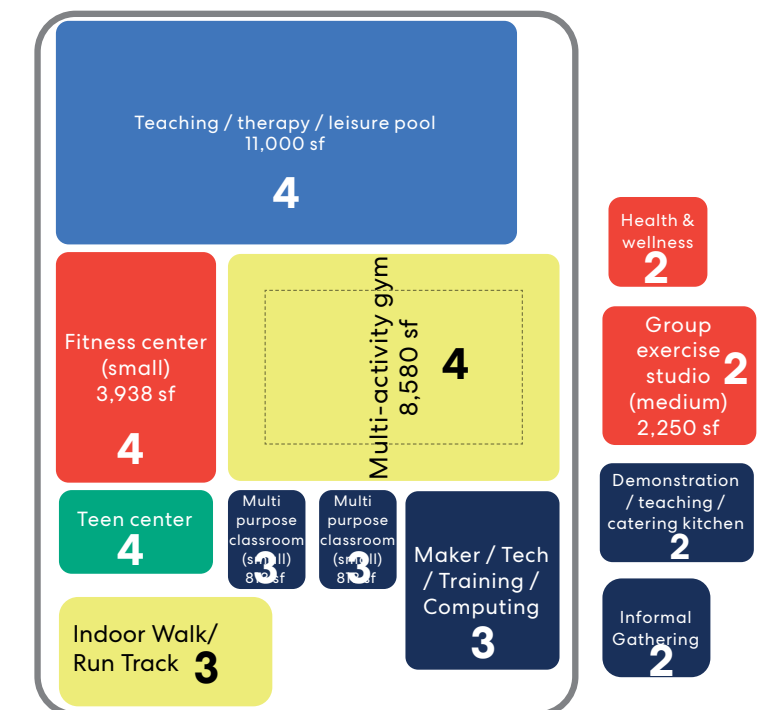 Teaching / therapy / leisure pool
11,000 sf
4
Fitness center
(small)
3,938 sf
4
Multi-activity gym
8,580 sf
4
Teen center
4
Multi
purpose
classroom
(small)
3
Multi
purpose
classroom
(small)
3
Maker / Tech
/ Training /
Computing
3
Indoor Walk/
Run Track 3
Health &
wellness
2
Group
exercise
studio
(medium)
2,250 sf
2
Demonstration
/ teaching /
catering kitchen
2
Informal
Gathering
2